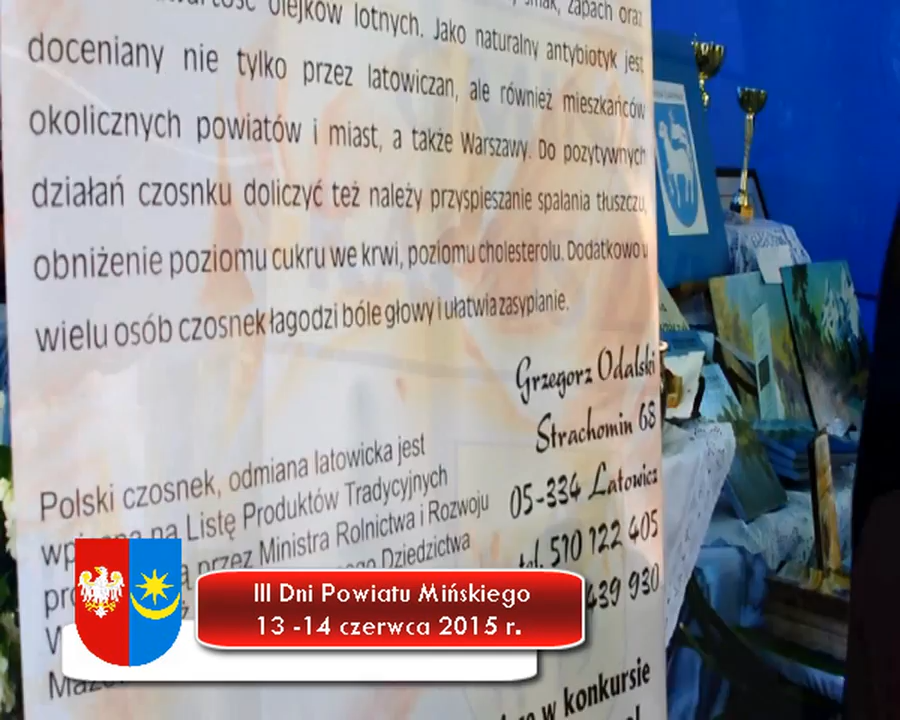 olejków lotnych. Jako naturalny antybiotyk jest
doceniany nie tylko przez latowiczan, ale również mieszkańców
okolicznych powiatów i miast, a także Warszawy. Do pozytywnych
działań czosnku doliczyć też należy przyspieszanie spalania tłuszczu,
obniżenie poziomu cukru we krwi, poziomu cholesterolu. Dodatkowo u
wielu osób czosnek łagodzi bóle głowy i ułatwia zasypianie.
Grzegorz Odalski
Strachomin 68
05-334 Latowicz
tel. 510 122 405
439 930
Polski czosnek, odmiana latowicka jest
na Listę Produktów Tradycyjnych
przez Ministra Rolnictwa i Rozwoju
Dziedzictwa
w konkursie
III Dni Powiatu Mińskiego
13 -14 czerwca 2015 r.